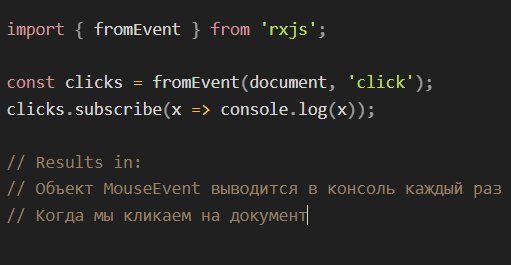 import { fromEvent } from 'rxjs';
const clicks = fromEvent(document, 'click');
clicks.subscribe(x => console.log(x));
// Results in:
// Объект MouseEvent выводится в консоль каждый раз
// Когда мы кликаем на документ